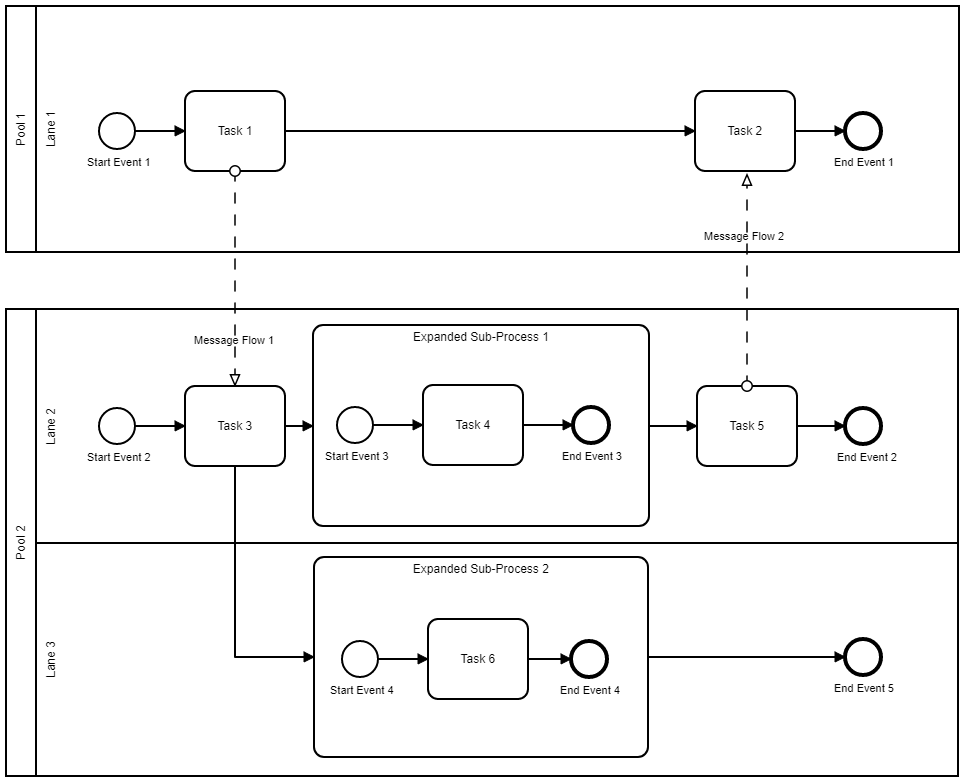 Pool 1
Lane 1
Start Event 1
Task 1
Task 2
End Event 1
Message Flow 2
Pool 2
Lane 2
Message Flow 1
Start Event 2
Task 3
Expanded Sub-Process 1
Start Event 3
Task 4
End Event 3
Task 5
End Event 2
Lane 3
Expanded Sub-Process 2
Start Event 4
Task 6
End Event 4
End Event 5